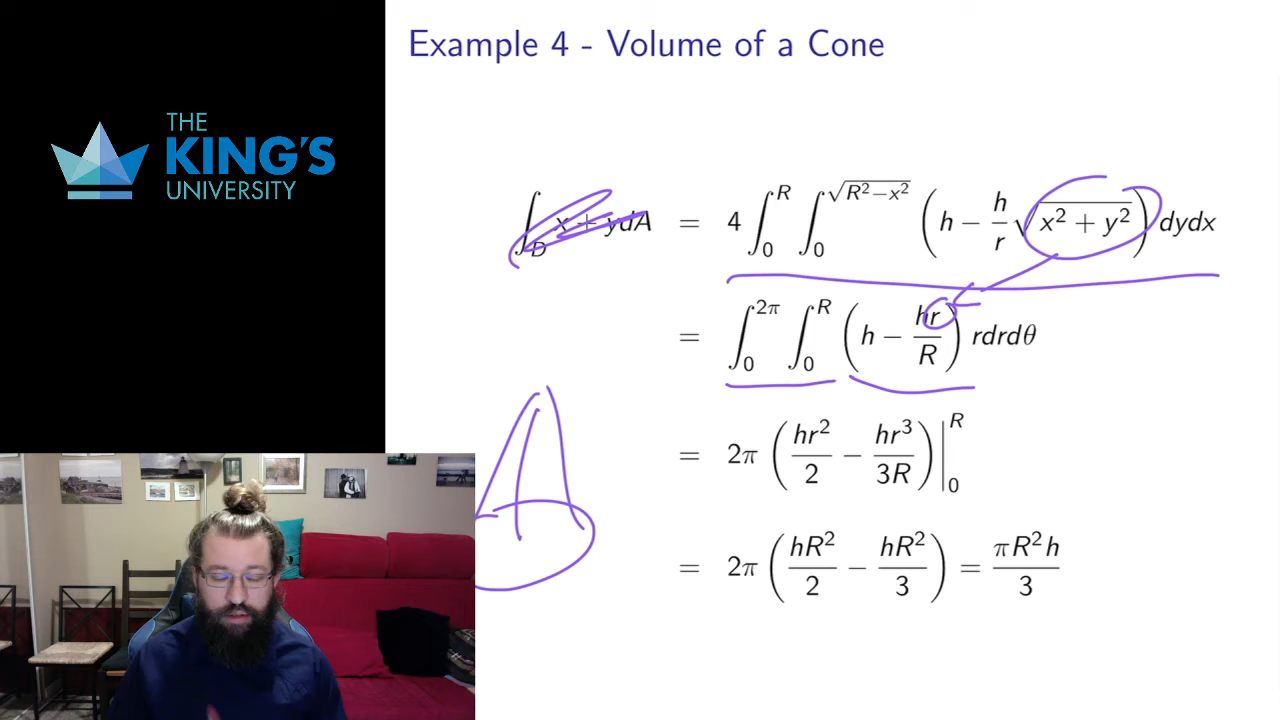 THE
KING'S
UNIVERSITY
Example 4 - Volume of a Cone
∫_D x + ydA = 4 ∫_0^R ∫_0^{√(R²−x²)} (h − h/r √(x² + y²)) dydx
= ∫_0^{2π} ∫_0^R (h − hr/R) rdrdθ
= 2π (hr²/2 − hr³/3R) |_0^R
= 2π (hR²/2 − hR²/3) = πR²h/3